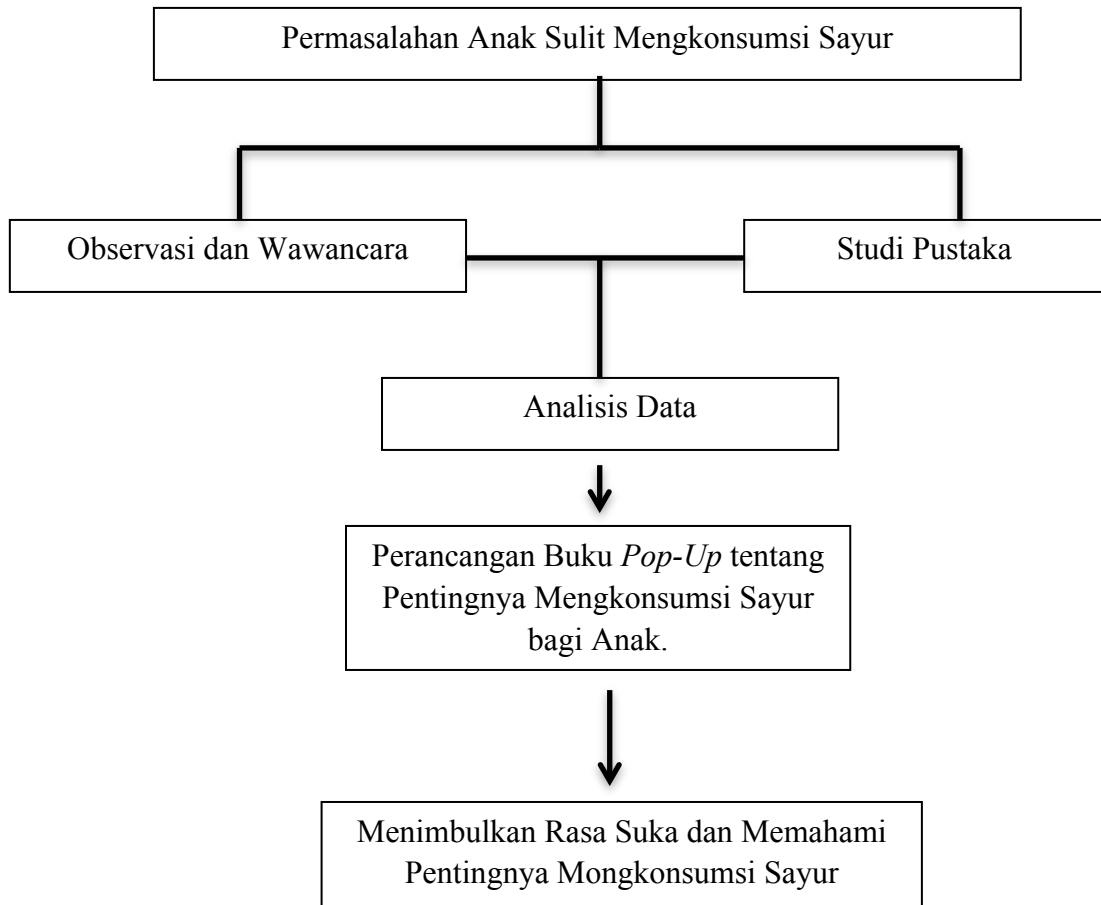 Permasalahan Anak Sulit Mengkonsumsi Sayur
Observasi dan Wawancara
Studi Pustaka
Analisis Data
Perancangan Buku Pop-Up tentang
Pentingnya Mengkonsumsi Sayur
bagi Anak.
Menimbulkan Rasa Suka dan Memahami
Pentingnya Mongkonsumsi Sayur